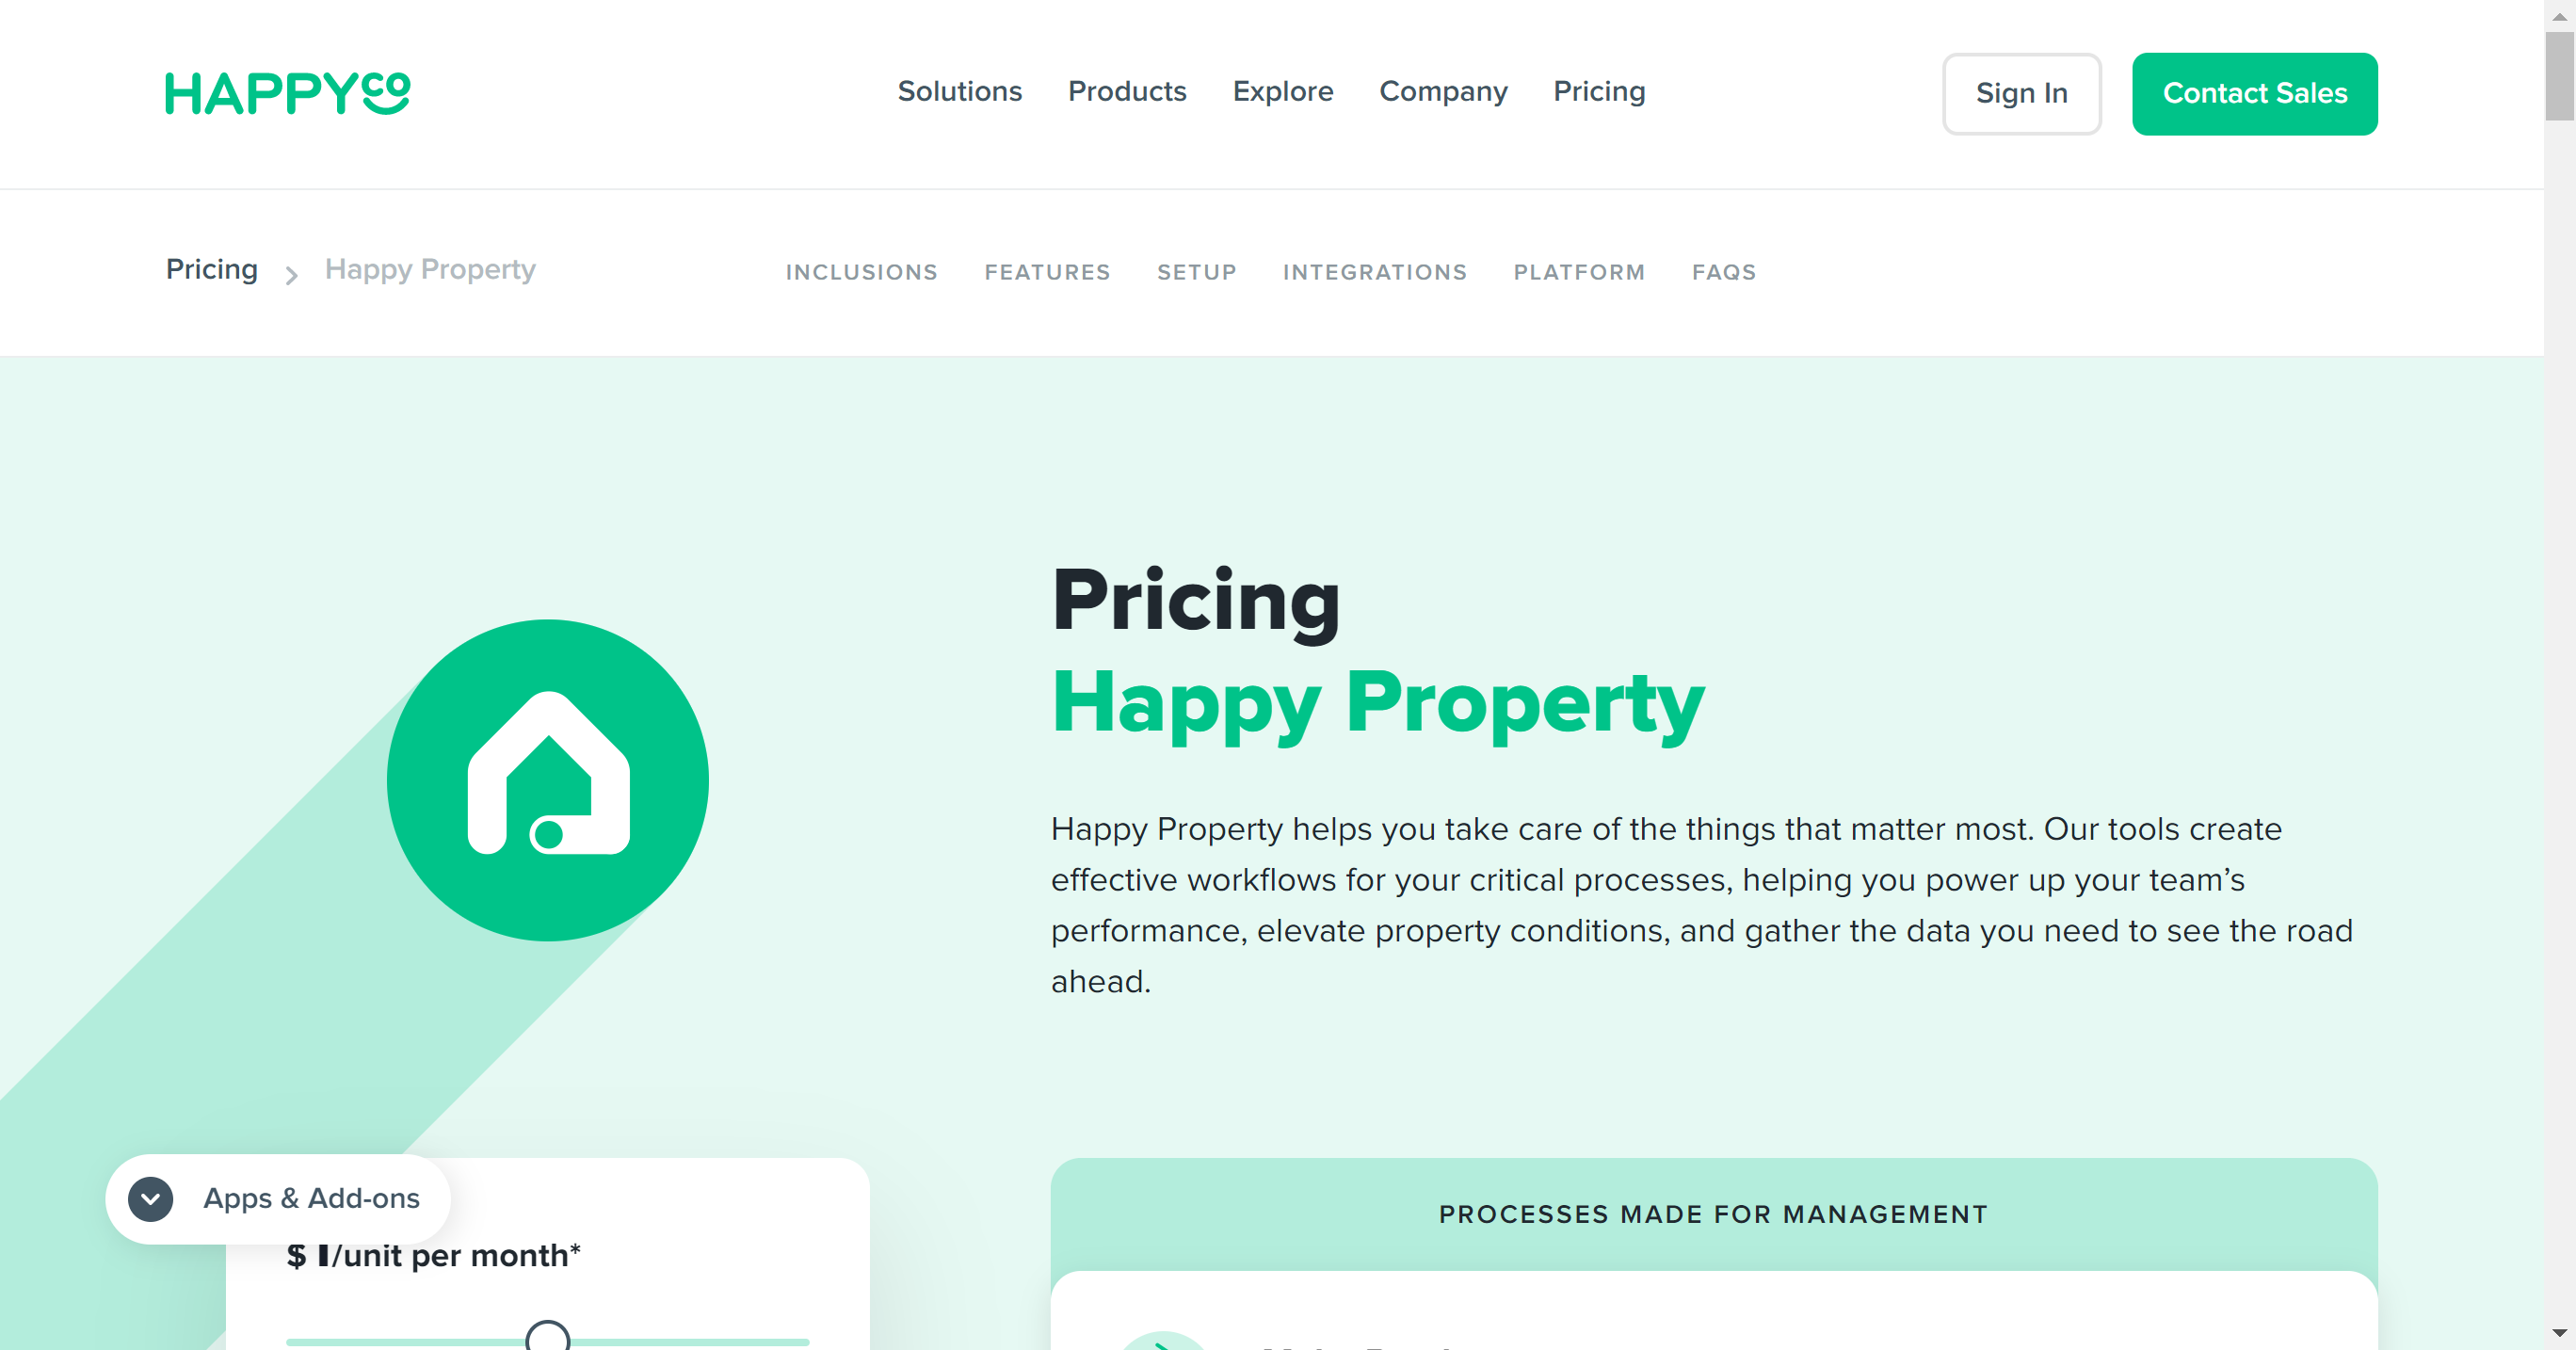 HAPPYCO
Solutions Products Explore Company Pricing
Sign In
Contact Sales
Pricing > Happy Property
INCLUSIONS FEATURES SETUP INTEGRATIONS PLATFORM FAQS
Pricing
Happy Property
Happy Property helps you take care of the things that matter most. Our tools create
effective workflows for your critical processes, helping you power up your team’s
performance, elevate property conditions, and gather the data you need to see the road
ahead.
Apps & Add-ons
$ 1/unit per month*
PROCESSES MADE FOR MANAGEMENT